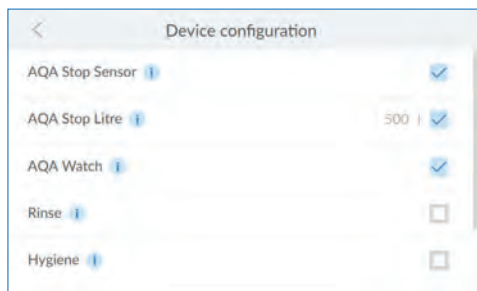 Device configuration
AQA Stop Sensor i
AQA Stop Litre i 500 l
AQA Watch i
Rinse i
Hygiene i